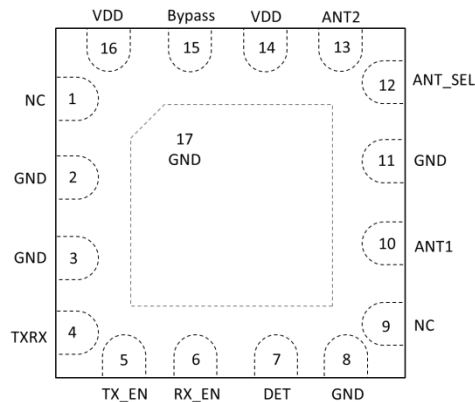 VDD Bypass VDD ANT2
16 15 14 13
NC 1
12 ANT_SEL
GND 2
17
GND
11 GND
GND 3
10 ANT1
TXRX 4
9 NC
5 6 7 8
TX_EN RX_EN DET GND